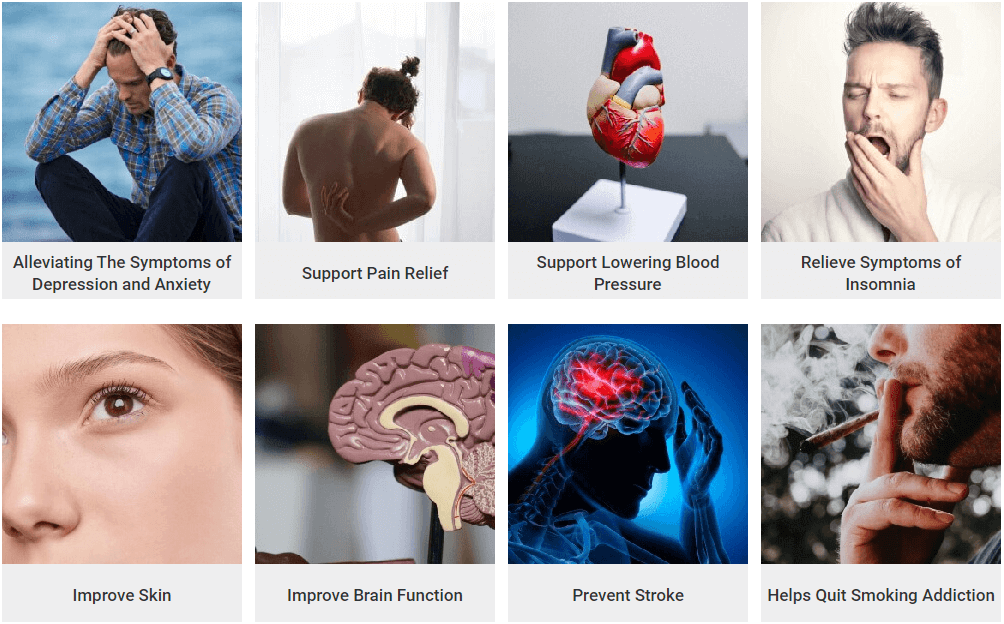 Alleviating The Symptoms of
Depression and Anxiety
Support Pain Relief
Support Lowering Blood
Pressure
Relieve Symptoms of
Insomnia
Improve Skin
Improve Brain Function
Prevent Stroke
Helps Quit Smoking Addiction